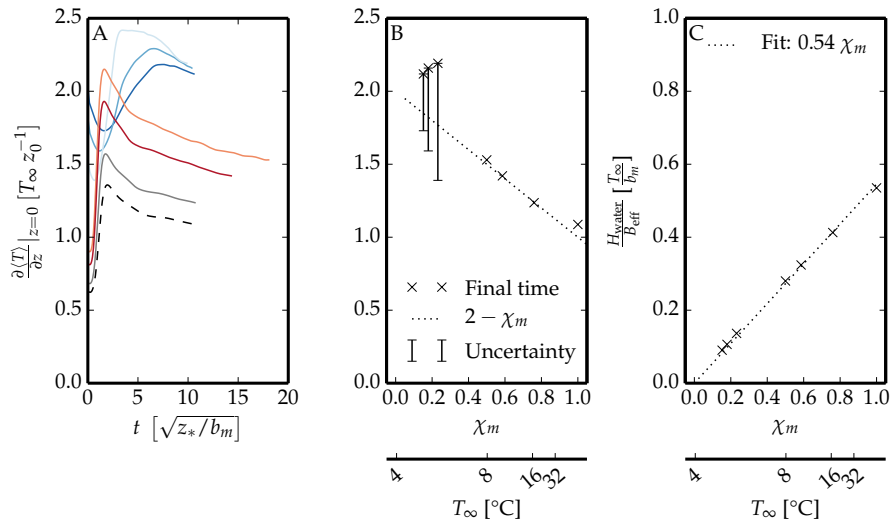 A
2.5
2.0
1.5
1.0
0.5
0.0
∂⟨T⟩/∂z|z=0 [T∞ z₀⁻¹]
0 5 10 15 20
t [√z*/bm]
B
2.5
2.0
1.5
1.0
0.5
0.0
× × Final time
2 − χm
Uncertainty
0.0 0.2 0.4 0.6 0.8 1.0
χm
4 8 16 32
T∞ [°C]
C
Fit: 0.54 χm
1.0
0.8
0.6
0.4
0.2
0.0
Hwater/Beff [T∞/bm]
0.0 0.2 0.4 0.6 0.8 1.0
χm
4 8 16 32
T∞ [°C]